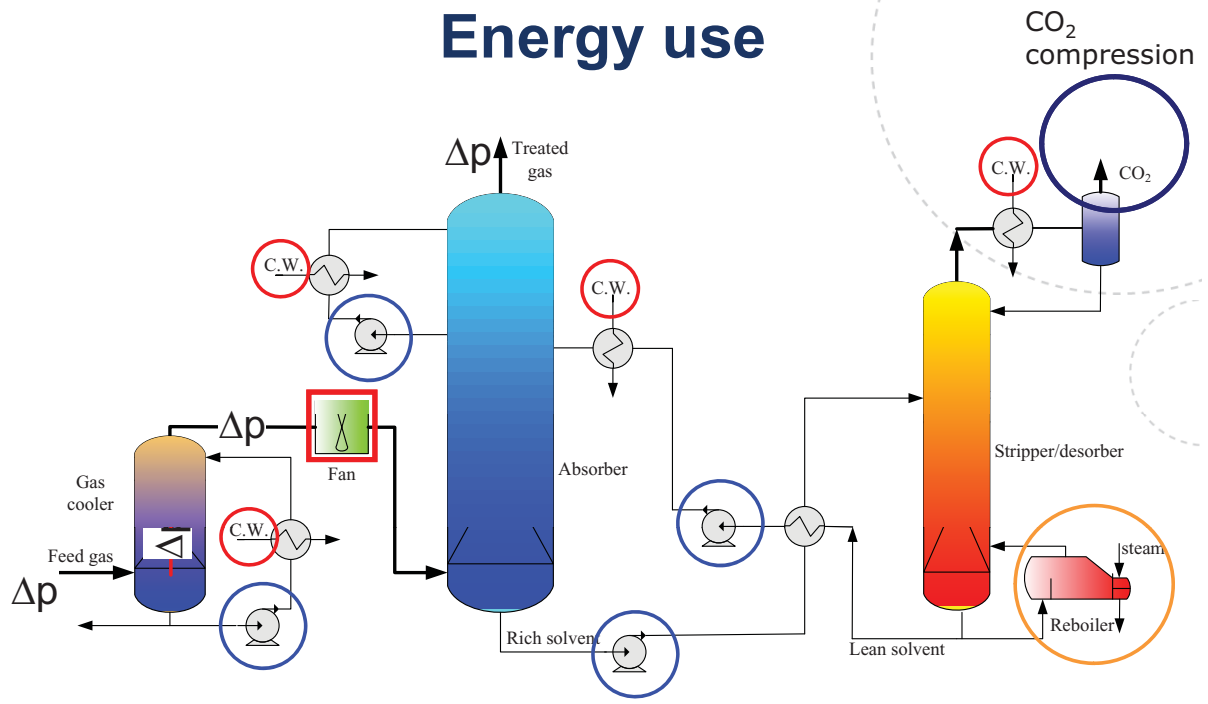 Energy use
CO₂
compression
Δp
Treated
gas
C.W.
CO₂
C.W.
C.W.
Δp
Fan
Absorber
Stripper/desorber
Gas
cooler
C.W.
Feed gas
Δp
steam
Reboiler
Rich solvent
Lean solvent